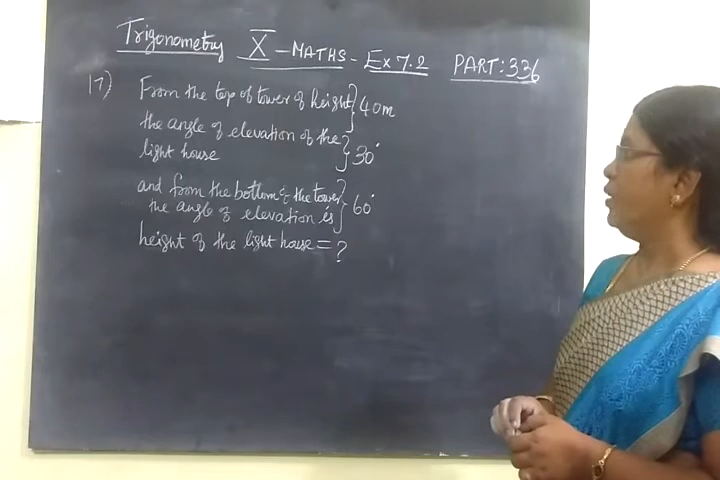 Trigonometry X - MATHS - Ex 7.2 PART: 336
17) From the top of tower of height } 40m
the angle of elevation of the
light house } 30°
and from the bottom of the tower
the angle of elevation is } 60°
height of the light house = ?